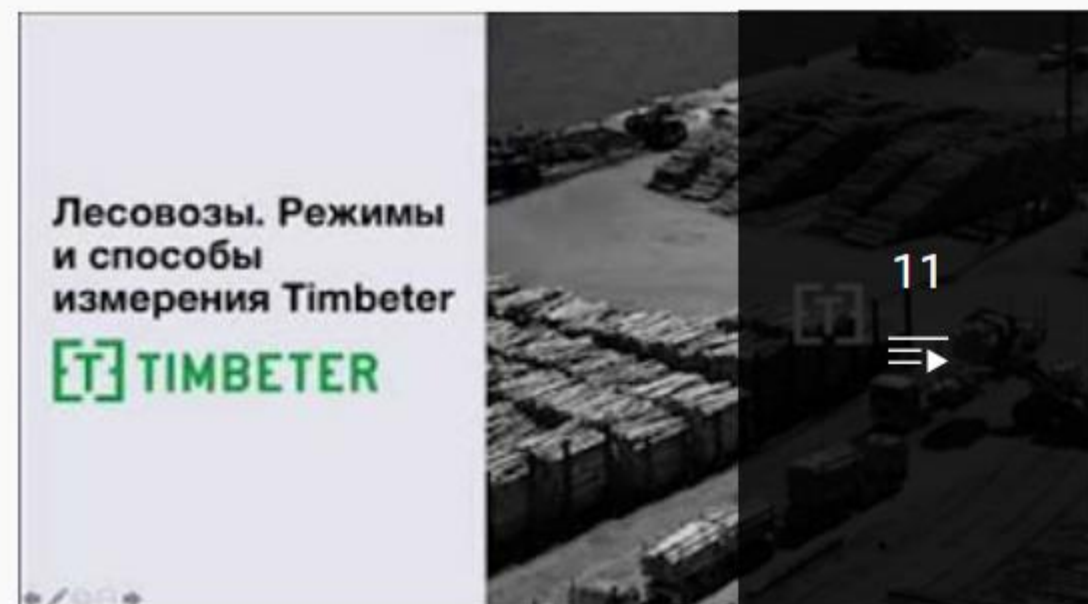 Лесовозы. Режимы
и способы
измерения Timbeter
[T] TIMBETER
[T]
11